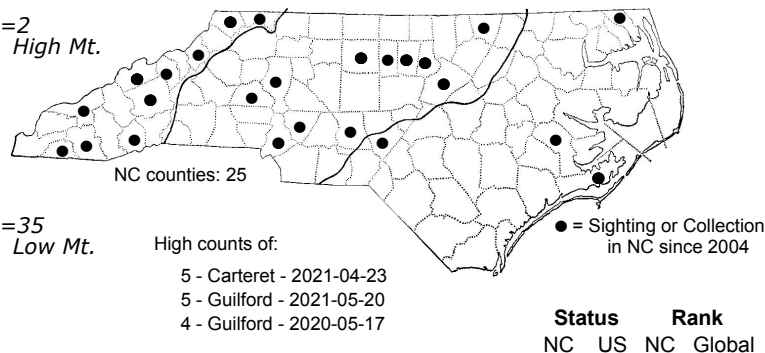 =2
High Mt.
NC counties: 25
=35
Low Mt.
High counts of:
5 - Carteret - 2021-04-23
5 - Guilford - 2021-05-20
4 - Guilford - 2020-05-17
● = Sighting or Collection
in NC since 2004
Status Rank
NC US NC Global